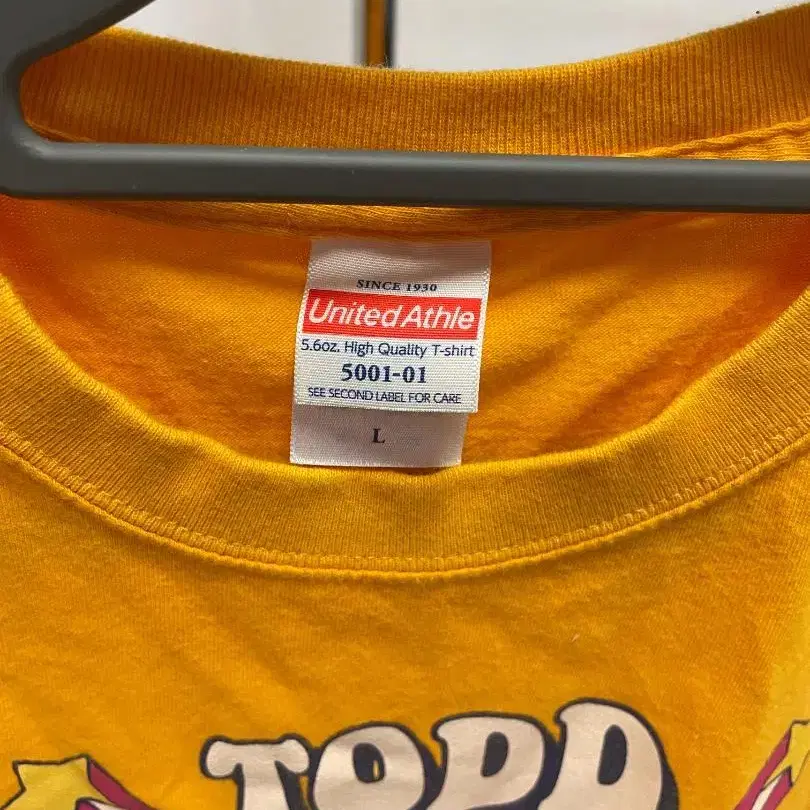 SINCE 1930
United Athle
5.6oz. High Quality T-shirt
5001-01
SEE SECOND LABEL FOR CARE
L
TODD